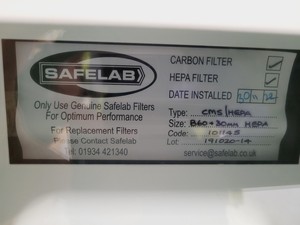 SAFELAB
Only Use Genuine Safelab Filters
For Optimum Performance
For Replacement Filters
Please Contact Safelab
Tel 01934 421340
CARBON FILTER
HEPA FILTER
DATE INSTALLED
Type: CMS/HEPA
Size: B60 + 30mm HEPA
Code: 101145
Lot: 191020-14
service@safelab.co.uk